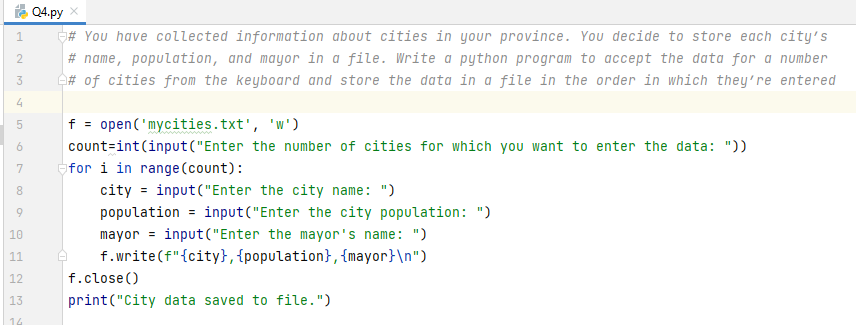 Q4.py
1 # You have collected information about cities in your province. You decide to store each city’s
2 # name, population, and mayor in a file. Write a python program to accept the data for a number
3 # of cities from the keyboard and store the data in a file in the order in which they’re entered
4
5 f = open('mycities.txt', 'w')
6 count=int(input("Enter the number of cities for which you want to enter the data: "))
7 for i in range(count):
8     city = input("Enter the city name: ")
9     population = input("Enter the city population: ")
10     mayor = input("Enter the mayor's name: ")
11     f.write(f"{city},{population},{mayor}\n")
12 f.close()
13 print("City data saved to file.")
14